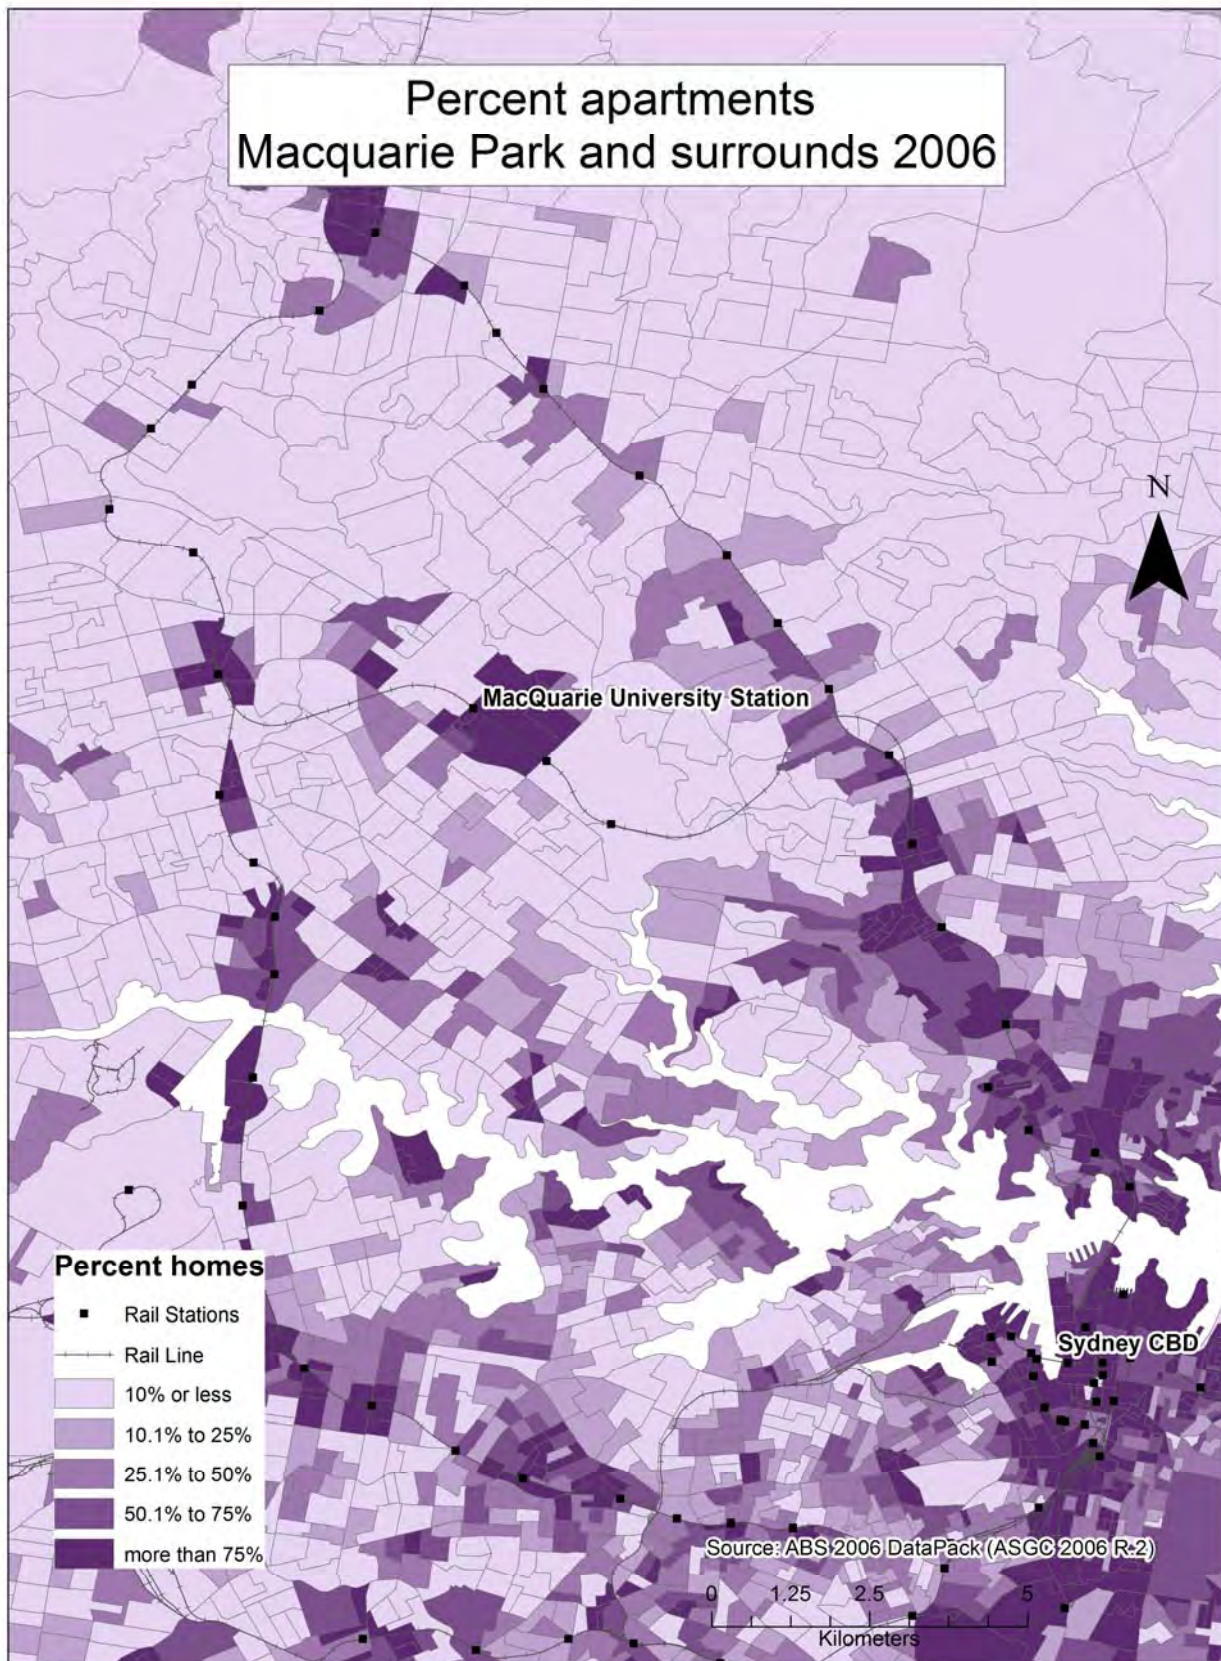 Percent apartments
Macquarie Park and surrounds 2006
N
MacQuarie University Station
Percent homes
Rail Stations
Rail Line
10% or less
10.1% to 25%
25.1% to 50%
50.1% to 75%
more than 75%
Sydney CBD
Source: ABS 2006 DataPack (ASGC 2006 R.2)
0 1.25 2.5 5
Kilometers